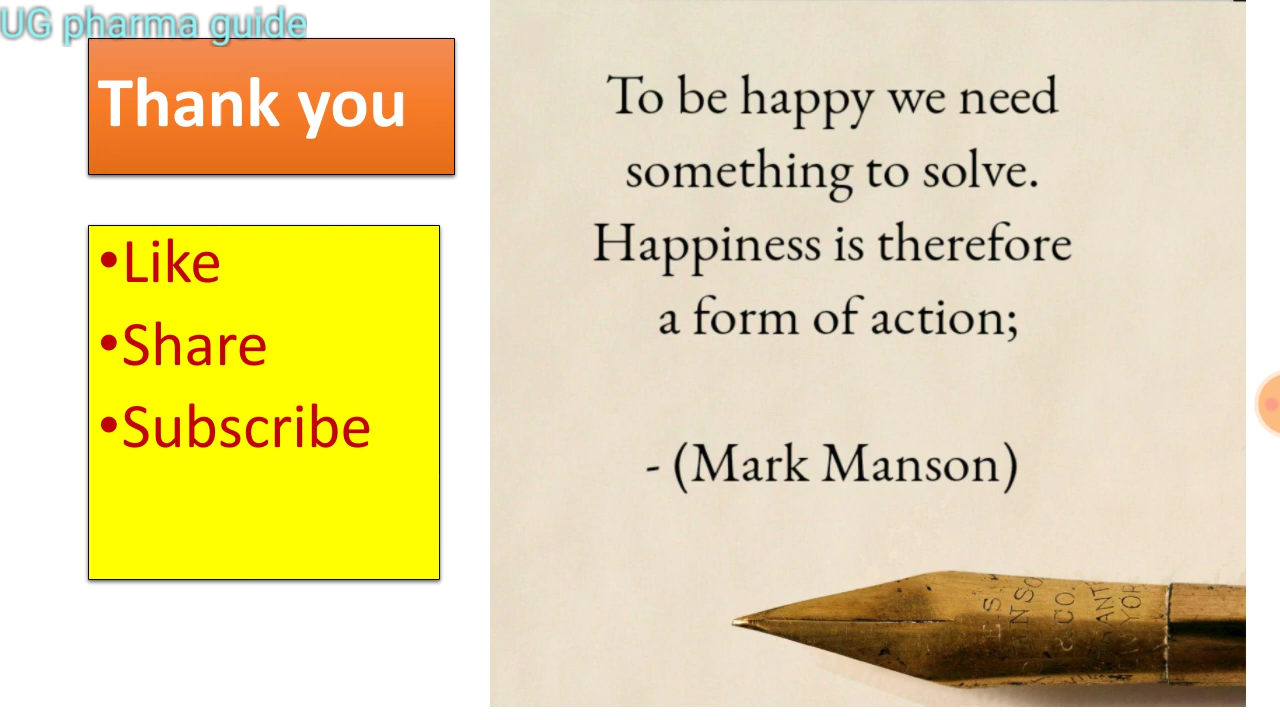 UG pharma guide
Thank you
•Like
•Share
•Subscribe
To be happy we need
something to solve.
Happiness is therefore
a form of action;
- (Mark Manson)
& CO.